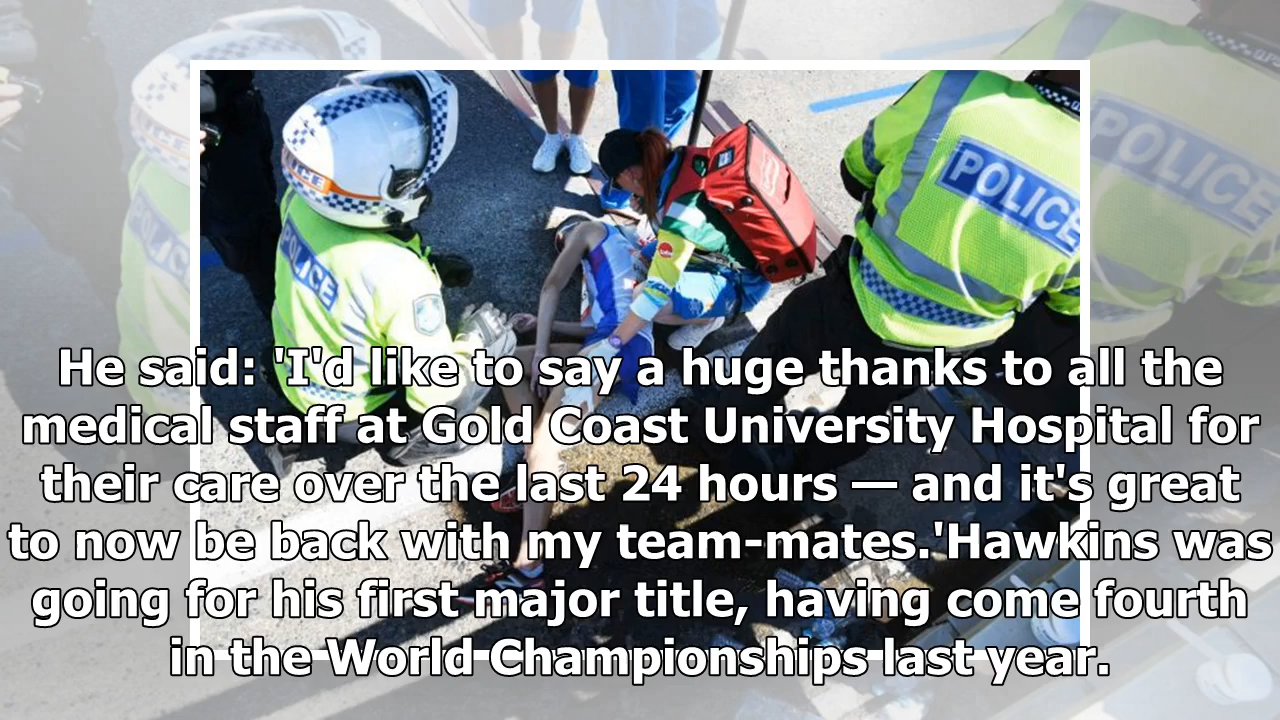 POLICE
POLICE
POLICE
POLICE
He said: 'I'd like to say a huge thanks to all the
medical staff at Gold Coast University Hospital for
their care over the last 24 hours — and it's great
to now be back with my team-mates.'Hawkins was
going for his first major title, having come fourth
in the World Championships last year.